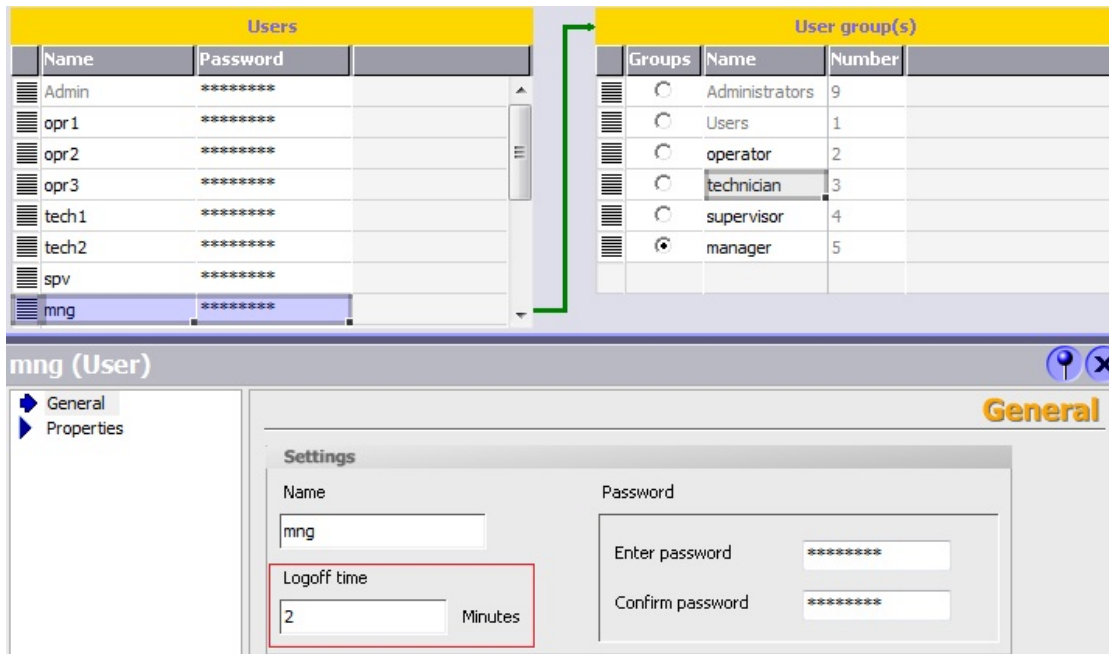 Users
Name Password
Admin ********
opr1 ********
opr2 ********
opr3 ********
tech1 ********
tech2 ********
spv ********
mng ********
User group(s)
Groups Name Number
Administrators 9
Users 1
operator 2
technician 3
supervisor 4
manager 5
mng (User)
General
Properties
General
Settings
Name
mng
Logoff time
2 Minutes
Password
Enter password ********
Confirm password ********